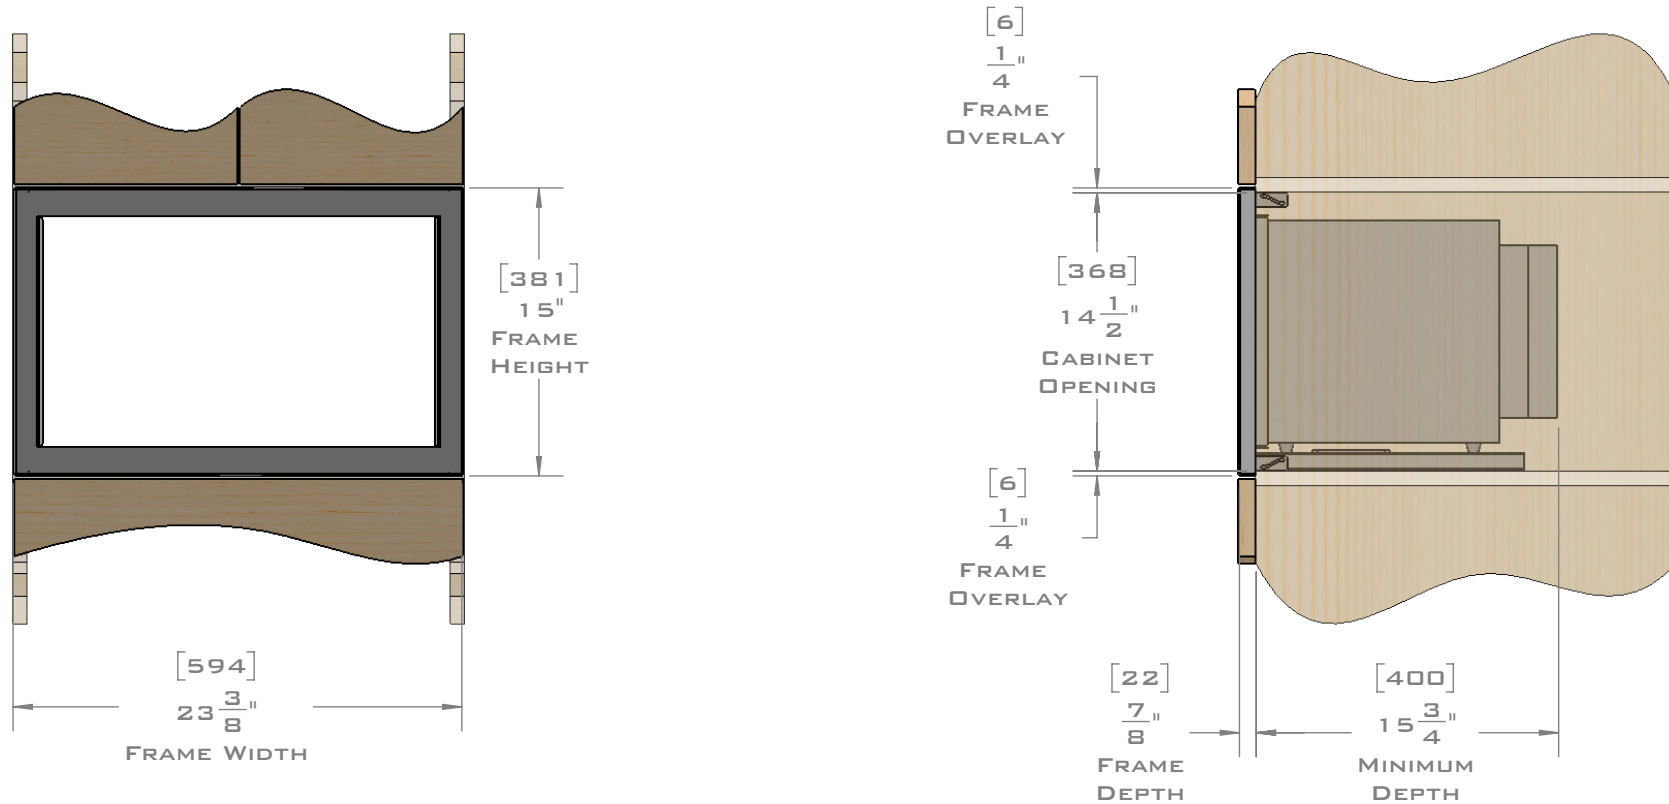 [381]
15"
FRAME
HEIGHT
[594]
23 3/8"
FRAME WIDTH
[6]
1/4"
FRAME
OVERLAY
[368]
14 1/2"
CABINET
OPENING
[6]
1/4"
FRAME
OVERLAY
[22]
7/8"
FRAME
DEPTH
[400]
15 3/4"
MINIMUM
DEPTH